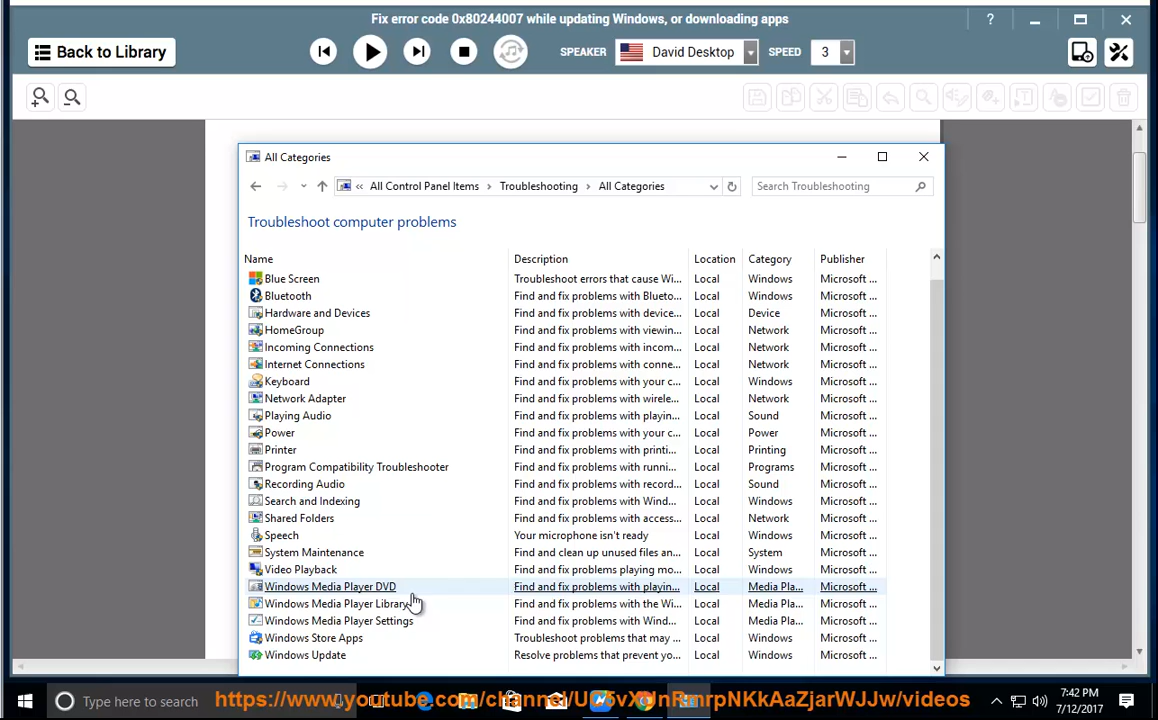 Fix error code 0x80244007 while updating Windows, or downloading apps
?
Back to Library
SPEAKER
David Desktop
SPEED
3
All Categories
« All Control Panel Items > Troubleshooting > All Categories
Search Troubleshooting
Troubleshoot computer problems
Name Description Location Category Publisher
Blue Screen Troubleshoot errors that cause Wi... Local Windows Microsoft ...
Bluetooth Find and fix problems with Blueto... Local Windows Microsoft ...
Hardware and Devices Find and fix problems with device... Local Device Microsoft ...
HomeGroup Find and fix problems with viewin... Local Network Microsoft ...
Incoming Connections Find and fix problems with incom... Local Network Microsoft ...
Internet Connections Find and fix problems with conne... Local Network Microsoft ...
Keyboard Find and fix problems with your c... Local Windows Microsoft ...
Network Adapter Find and fix problems with wirele... Local Network Microsoft ...
Playing Audio Find and fix problems with playin... Local Sound Microsoft ...
Power Find and fix problems with your c... Local Power Microsoft ...
Printer Find and fix problems with printi... Local Printing Microsoft ...
Program Compatibility Troubleshooter Find and fix problems with runni... Local Programs Microsoft ...
Recording Audio Find and fix problems with record... Local Sound Microsoft ...
Search and Indexing Find and fix problems with Wind... Local Windows Microsoft ...
Shared Folders Find and fix problems with access... Local Network Microsoft ...
Speech Your microphone isn't ready Local Windows Microsoft ...
System Maintenance Find and clean up unused files an... Local System Microsoft ...
Video Playback Find and fix problems playing mo... Local Windows Microsoft ...
Windows Media Player DVD Find and fix problems with playin... Local Media Pla... Microsoft ...
Windows Media Player Library Find and fix problems with the Wi... Local Media Pla... Microsoft ...
Windows Media Player Settings Find and fix problems with Wind... Local Media Pla... Microsoft ...
Windows Store Apps Troubleshoot problems that may ... Local Windows Microsoft ...
Windows Update Resolve problems that prevent yo... Local Windows Microsoft ...
Type here to search
7:42 PM
7/12/2017